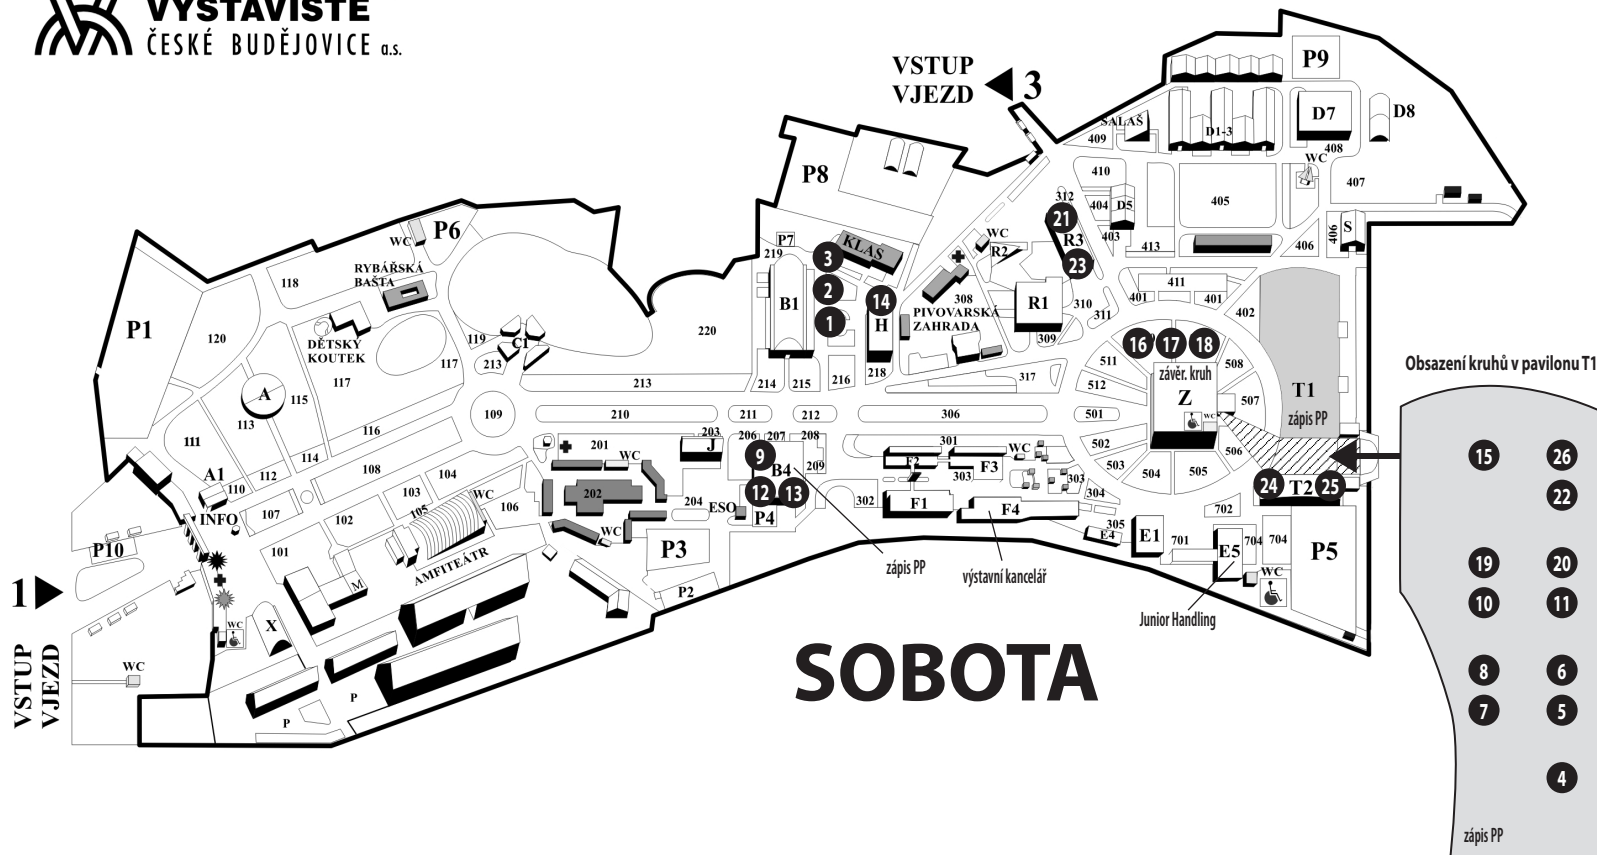 VÝSTAVIŠTĚ
ČESKÉ BUDĚJOVICE a.s.
VSTUP
VJEZD
3
P9
D7
D8
SALAŠ
409
D1-3
408
WC
P8
410
407
312
404
D5
405
21
403
413
406
406
S
P6
WC
P7
219
KLAS
3
WC
R2
R3
23
RYBÁŘSKÁ
BAŠTA
118
2
B1
14
308
R1
310
411
401
401
402
P1
120
DĚTSKÝ
KOUTEK
119
C1
220
1
H
PIVOVARSKÁ
ZAHRADA
311
309
16
17
18
117
117
213
213
214
215
216
218
317
511
512
závěr. kruh
Z
WC
508
507
T1
zápis PP
Obsazení kruhů v pavilonu T1
A
115
113
116
109
210
211
212
306
501
111
114
A1
112
110
108
104
103
105
WC
106
201
WC
203
J
206
207
208
9
B4
209
301
F2
303
F3
WC
303
502
503
504
505
506
15
26
INFO
107
102
202
204
ESO
12
13
P4
302
F1
F4
304
24
T2
25
22
P10
101
WC
P3
305
E4
E1
702
701
E5
704
704
P5
19
20
1
M
AMFITEÁTR
P2
zápis PP
výstavní kancelář
WC
10
11
VSTUP
VJEZD
X
WC
Junior Handling
WC
SOBOTA
8
6
7
5
P
P
4
zápis PP